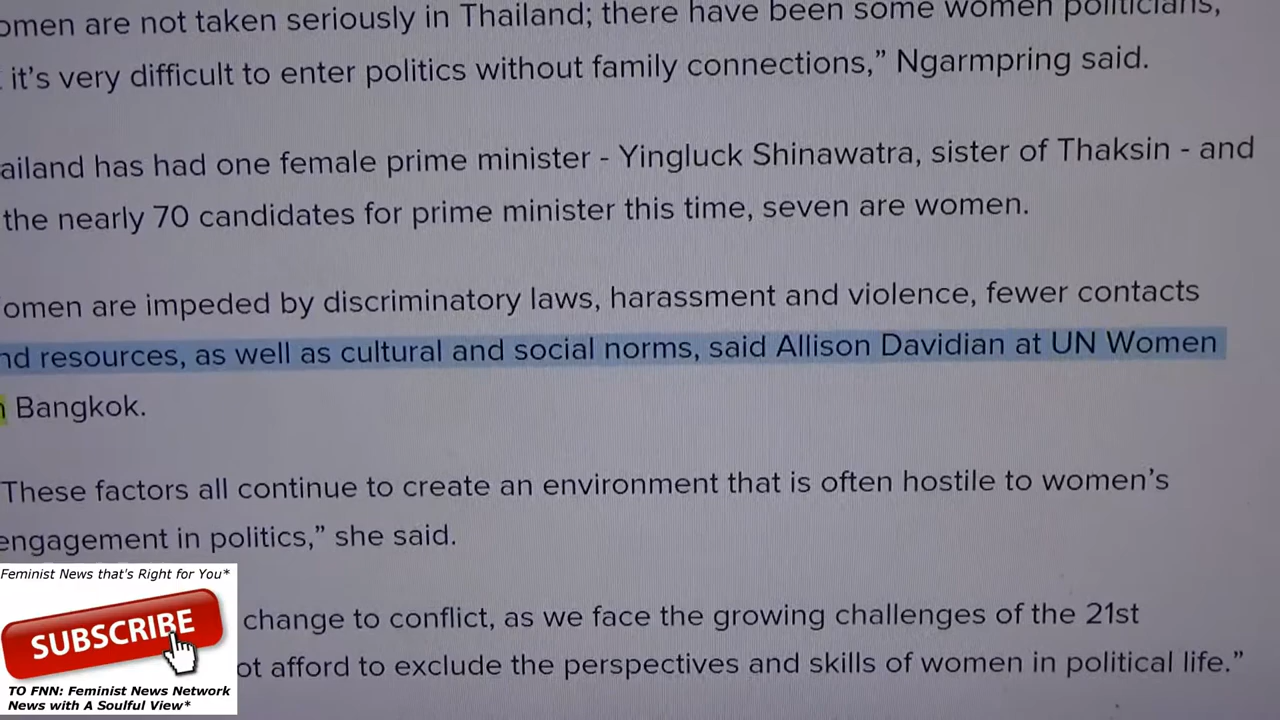 omen are not taken seriously in Thailand; there have been some women politicians,
it’s very difficult to enter politics without family connections,” Ngarmpring said.
ailand has had one female prime minister - Yingluck Shinawatra, sister of Thaksin - and
the nearly 70 candidates for prime minister this time, seven are women.
omen are impeded by discriminatory laws, harassment and violence, fewer contacts
nd resources, as well as cultural and social norms, said Allison Davidian at UN Women
Bangkok.
These factors all continue to create an environment that is often hostile to women’s
engagement in politics,” she said.
change to conflict, as we face the growing challenges of the 21st
ot afford to exclude the perspectives and skills of women in political life.”
Feminist News that's Right for You*
SUBSCRIBE
TO FNN: Feminist News Network
News with A Soulful View*